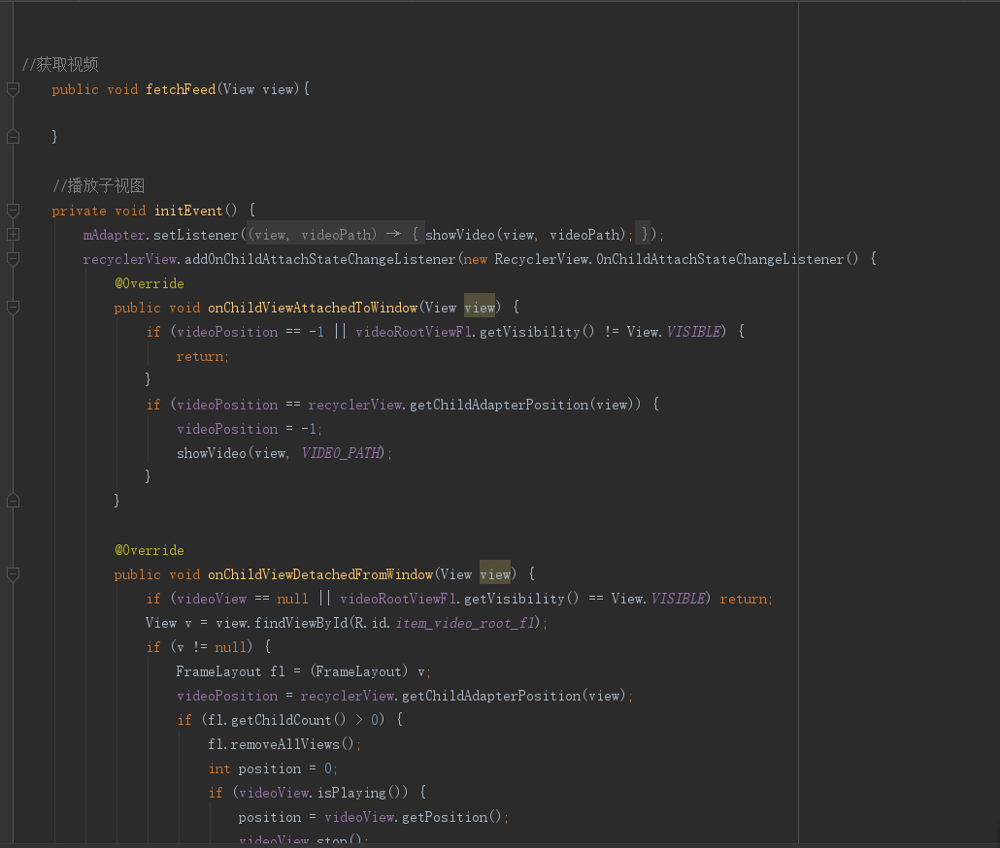 //获取视频
public void fetchFeed(View view){
}
//播放子视图
private void initEvent() {
mAdapter.setListener((view, videoPath) → { showVideo(view, videoPath); });
recyclerView.addOnChildAttachStateChangeListener(new RecyclerView.OnChildAttachStateChangeListener() {
@Override
public void onChildViewAttachedToWindow(View view) {
if (videoPosition == -1 || videoRootViewFl.getVisibility() != View.VISIBLE) {
return;
}
if (videoPosition == recyclerView.getChildAdapterPosition(view)) {
videoPosition = -1;
showVideo(view, VIDEO_PATH);
}
}
@Override
public void onChildViewDetachedFromWindow(View view) {
if (videoView == null || videoRootViewFl.getVisibility() == View.VISIBLE) return;
View v = view.findViewById(R.id.item_video_root_fl);
if (v != null) {
FrameLayout fl = (FrameLayout) v;
videoPosition = recyclerView.getChildAdapterPosition(view);
if (fl.getChildCount() > 0) {
fl.removeAllViews();
int position = 0;
if (videoView.isPlaying()) {
position = videoView.getPosition();
videoView.stop();